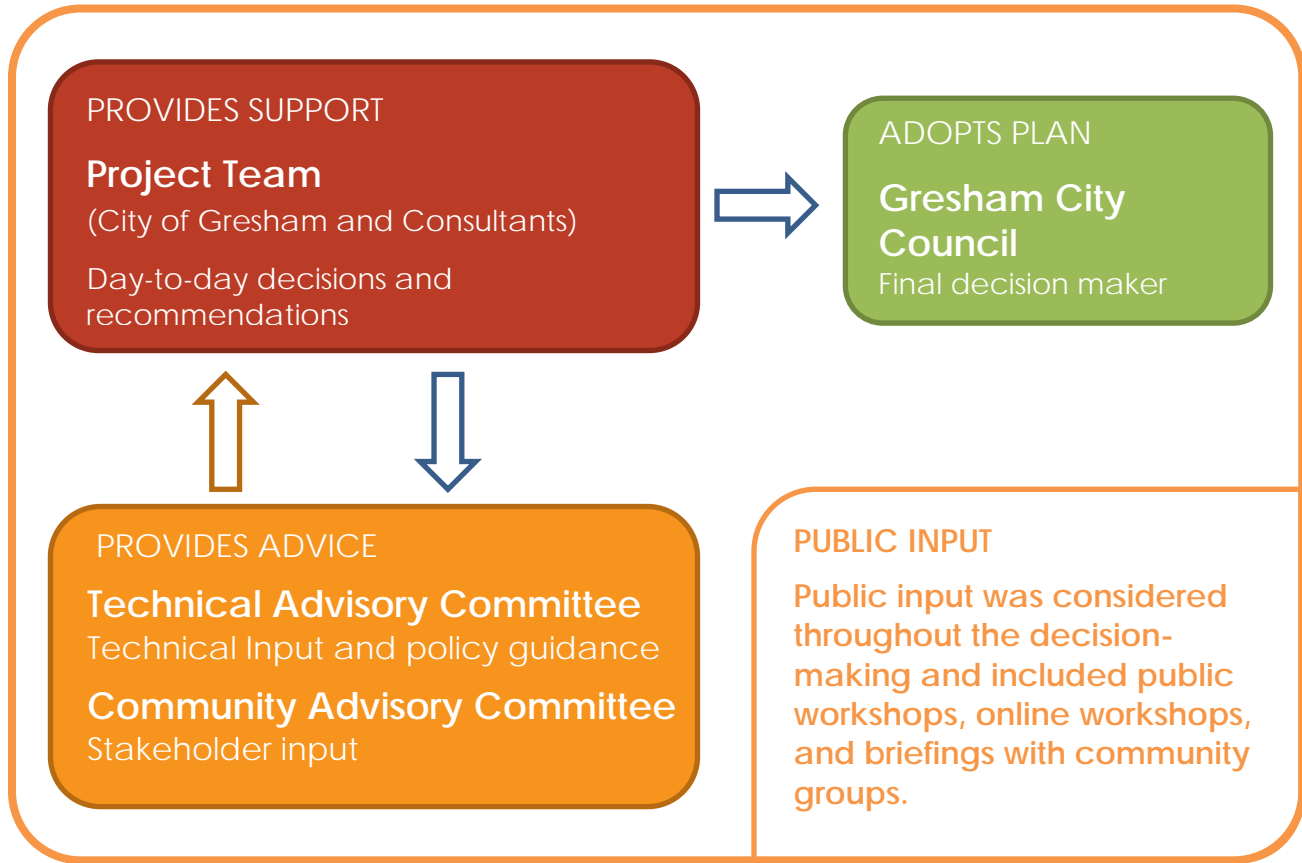 PROVIDES SUPPORT
Project Team
(City of Gresham and Consultants)
Day-to-day decisions and
recommendations
ADOPTS PLAN
Gresham City
Council
Final decision maker
PROVIDES ADVICE
Technical Advisory Committee
Technical Input and policy guidance
Community Advisory Committee
Stakeholder input
PUBLIC INPUT
Public input was considered
throughout the decision-
making and included public
workshops, online workshops,
and briefings with community
groups.